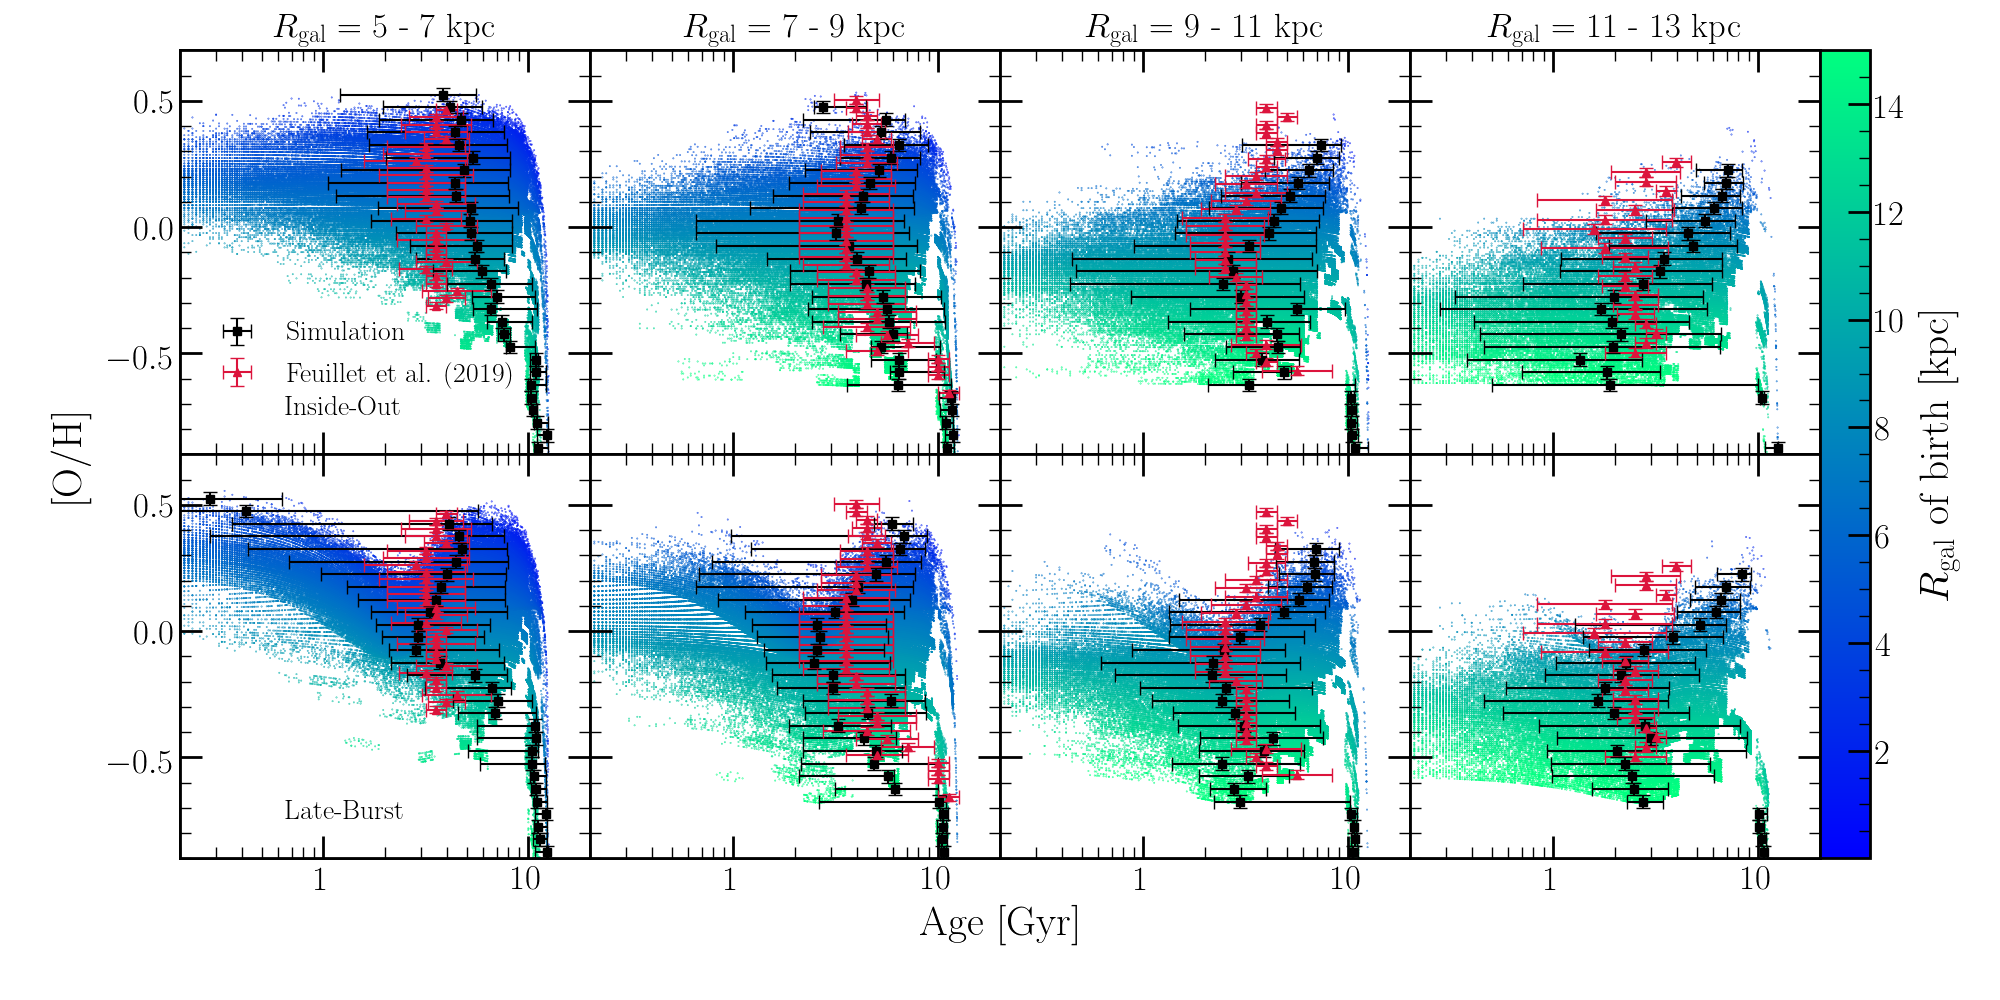 R_gal = 5 - 7 kpc
R_gal = 7 - 9 kpc
R_gal = 9 - 11 kpc
R_gal = 11 - 13 kpc
0.5
0.0
−0.5
Simulation
Feuillet et al. (2019)
Inside-Out
[O/H]
0.5
0.0
−0.5
Late-Burst
1
10
1
10
1
10
1
10
Age [Gyr]
14
12
10
8
6
4
2
R_gal of birth [kpc]